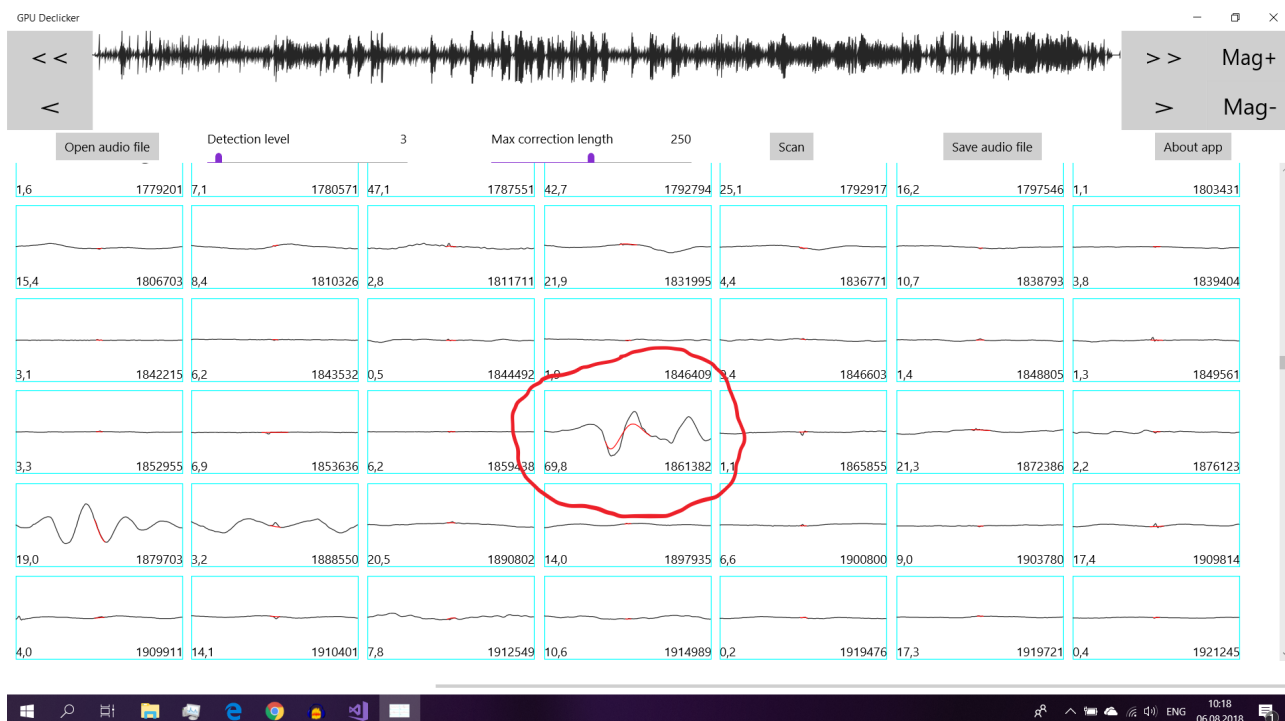 GPU Declicker
<< >> Mag+
< > Mag-
Open audio file Detection level 3 Max correction length 250 Scan Save audio file About app
1,6 1779201 7,1 1780571 47,1 1787551 42,7 1792794 25,1 1792917 16,2 1797546 1,1 1803431
15,4 1806703 8,4 1810326 2,8 1811711 21,9 1831995 4,4 1836771 10,7 1838793 3,8 1839404
3,1 1842215 6,2 1843532 0,5 1844492 1,9 1846409 1846603 1,4 1848805 1,3 1849561
3,3 1852955 6,9 1853636 6,2 1859438 69,8 1861382 1,1 1865855 21,3 1872386 2,2 1876123
19,0 1879703 3,2 1888550 20,5 1890802 14,0 1897935 6,6 1900800 9,0 1903780 17,4 1909814
4,0 1909911 14,1 1910401 7,8 1912549 10,6 1914989 0,2 1919476 17,3 1919721 0,4 1921245
ENG 10:18
06.08.2018